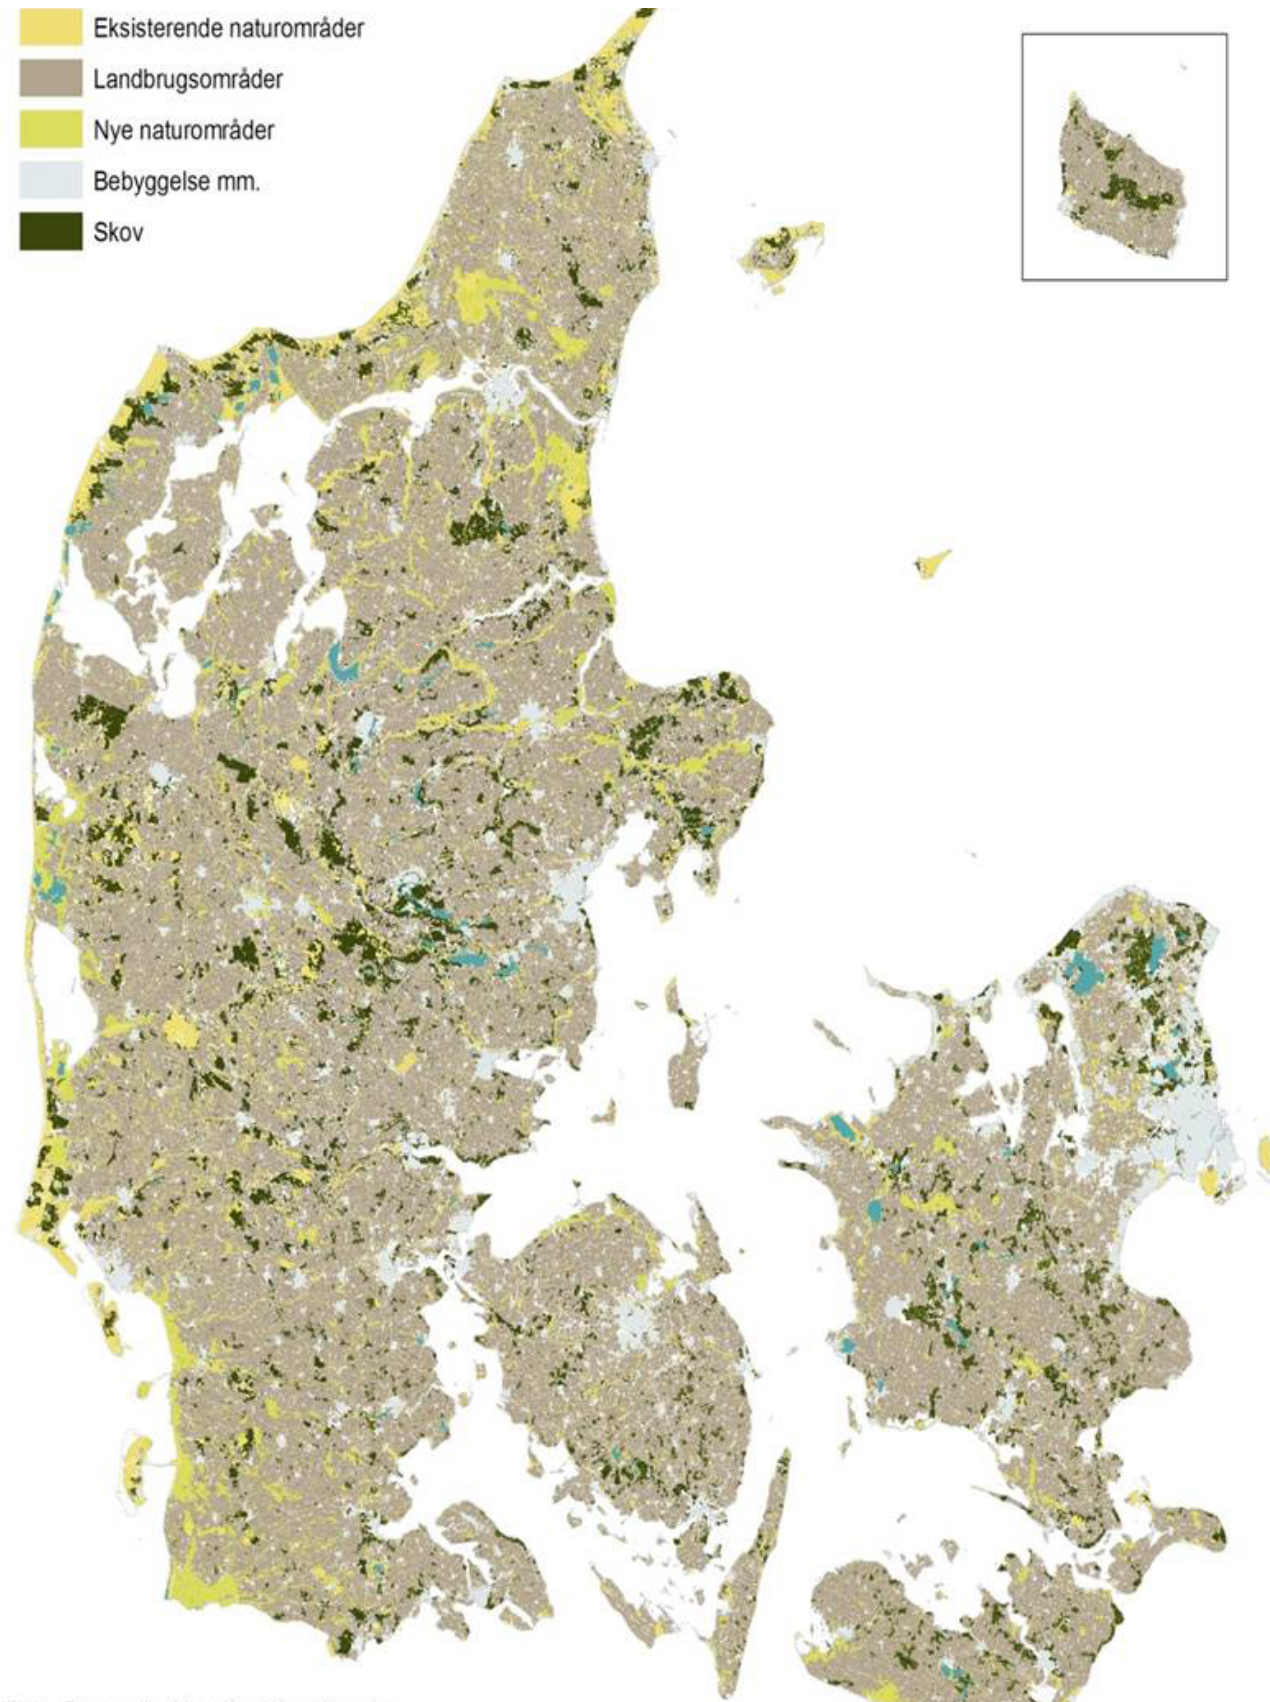 Eksisterende naturområder
Landbrugsområder
Nye naturområder
Bebyggelse mm.
Skov